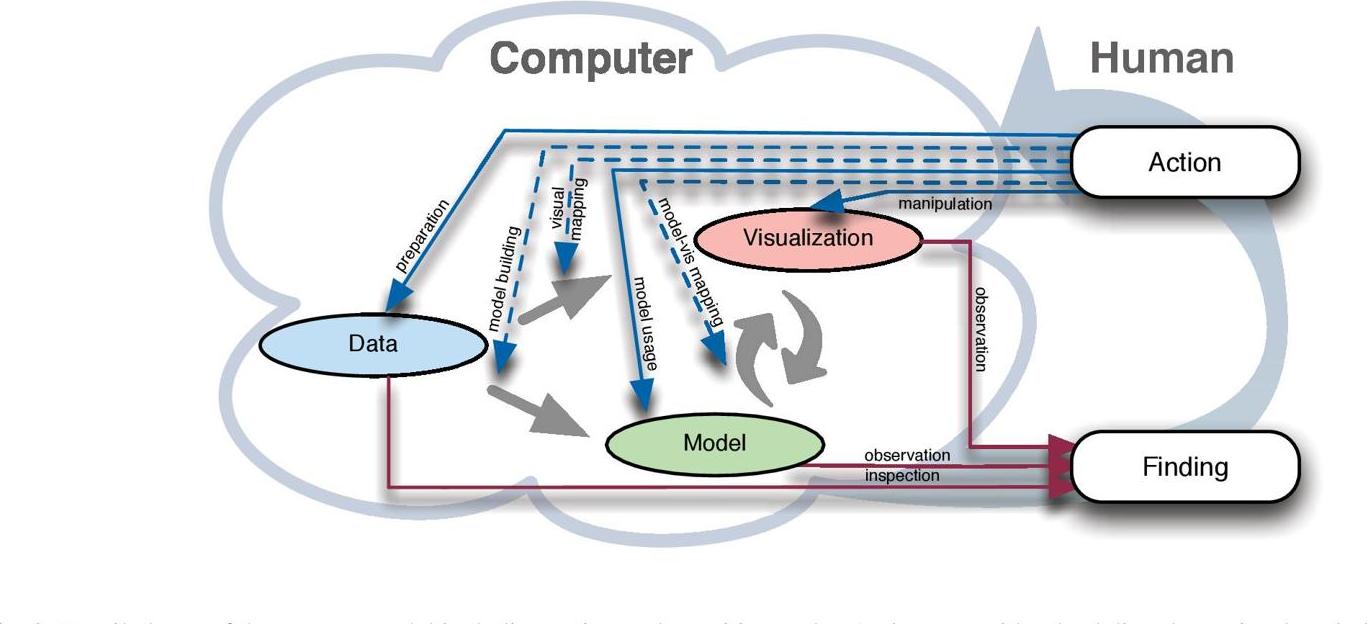 Computer
Human
Action
manipulation
preparation
model building
visual
mapping
model-vis mapping
Visualization
model usage
observation
Data
Model
observation
inspection
Finding